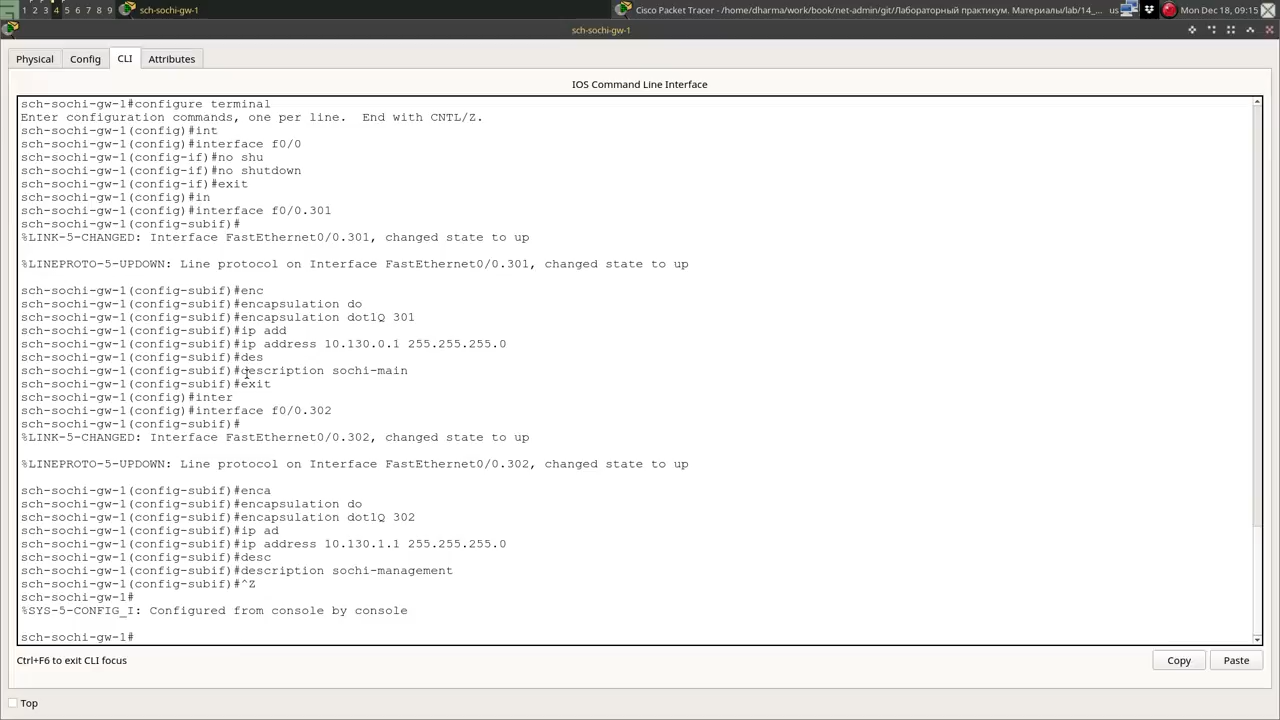 1 2 3 4 5 6 7 8 9 sch-sochi-gw-1 Cisco Packet Tracer - /home/dharma/work/book/net-admin/git/Лабораторный практикум. Материалы/lab/14_... us Mon Dec 18, 09:15
sch-sochi-gw-1
Physical Config CLI Attributes
IOS Command Line Interface
sch-sochi-gw-1#configure terminal
Enter configuration commands, one per line.  End with CNTL/Z.
sch-sochi-gw-1(config)#int
sch-sochi-gw-1(config)#interface f0/0
sch-sochi-gw-1(config-if)#no shu
sch-sochi-gw-1(config-if)#no shutdown
sch-sochi-gw-1(config-if)#exit
sch-sochi-gw-1(config)#in
sch-sochi-gw-1(config)#interface f0/0.301
sch-sochi-gw-1(config-subif)#
%LINK-5-CHANGED: Interface FastEthernet0/0.301, changed state to up
%LINEPROTO-5-UPDOWN: Line protocol on Interface FastEthernet0/0.301, changed state to up
sch-sochi-gw-1(config-subif)#enc
sch-sochi-gw-1(config-subif)#encapsulation do
sch-sochi-gw-1(config-subif)#encapsulation dot1Q 301
sch-sochi-gw-1(config-subif)#ip add
sch-sochi-gw-1(config-subif)#ip address 10.130.0.1 255.255.255.0
sch-sochi-gw-1(config-subif)#des
sch-sochi-gw-1(config-subif)#description sochi-main
sch-sochi-gw-1(config-subif)#exit
sch-sochi-gw-1(config)#inter
sch-sochi-gw-1(config)#interface f0/0.302
sch-sochi-gw-1(config-subif)#
%LINK-5-CHANGED: Interface FastEthernet0/0.302, changed state to up
%LINEPROTO-5-UPDOWN: Line protocol on Interface FastEthernet0/0.302, changed state to up
sch-sochi-gw-1(config-subif)#enca
sch-sochi-gw-1(config-subif)#encapsulation do
sch-sochi-gw-1(config-subif)#encapsulation dot1Q 302
sch-sochi-gw-1(config-subif)#ip ad
sch-sochi-gw-1(config-subif)#ip address 10.130.1.1 255.255.255.0
sch-sochi-gw-1(config-subif)#desc
sch-sochi-gw-1(config-subif)#description sochi-management
sch-sochi-gw-1(config-subif)#^Z
sch-sochi-gw-1#
%SYS-5-CONFIG_I: Configured from console by console
sch-sochi-gw-1#
Ctrl+F6 to exit CLI focus Copy Paste
Top